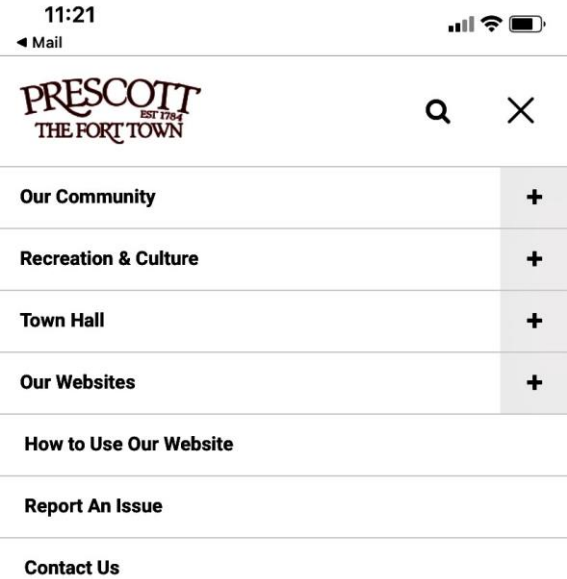 11:21
◀ Mail
PRESCOTT
EST 1784
THE FORT TOWN
Our Community +
Recreation & Culture +
Town Hall +
Our Websites +
How to Use Our Website
Report An Issue
Contact Us